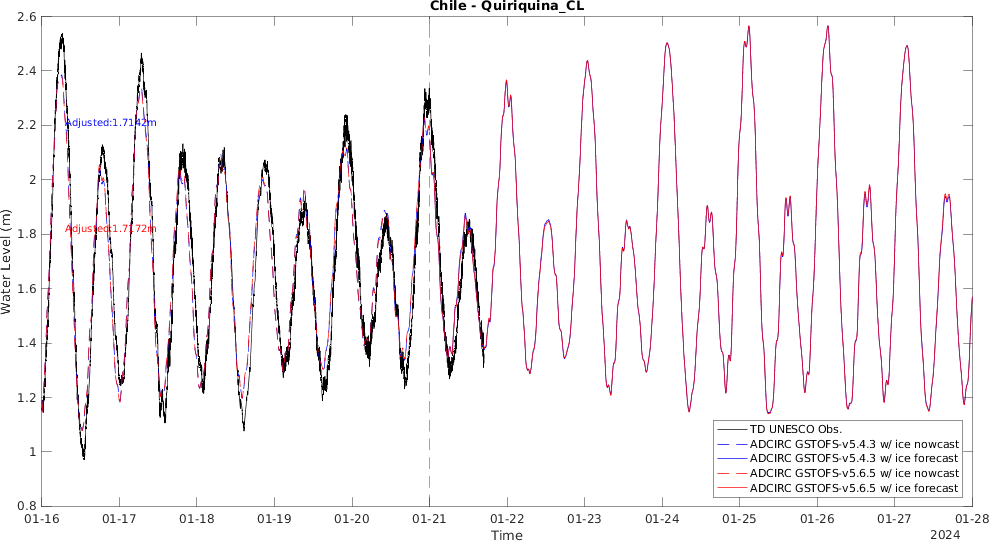 Chile - Quiriquina_CL
2.6
2.4
2.2
2
1.8
1.6
1.4
1.2
1
0.8
Water Level (m)
Adjusted:1.7142m
Adjusted:1.7172m
TD UNESCO Obs.
ADCIRC GSTOFS-v5.4.3 w/ ice nowcast
ADCIRC GSTOFS-v5.4.3 w/ ice forecast
ADCIRC GSTOFS-v5.6.5 w/ ice nowcast
ADCIRC GSTOFS-v5.6.5 w/ ice forecast
01-16 01-17 01-18 01-19 01-20 01-21 01-22 01-23 01-24 01-25 01-26 01-27 01-28
Time
2024